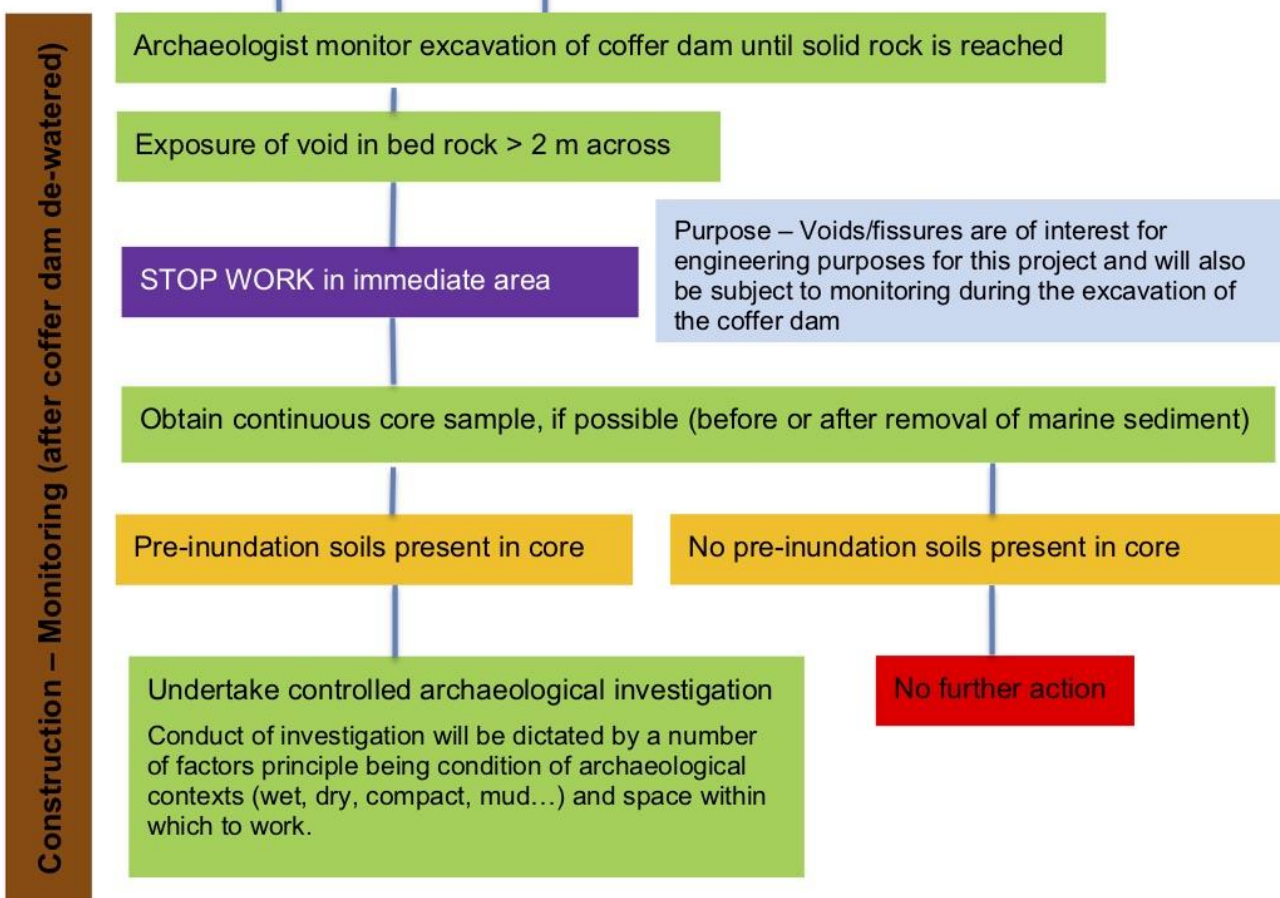 Construction – Monitoring (after coffer dam de-watered)
Archaeologist monitor excavation of coffer dam until solid rock is reached
Exposure of void in bed rock > 2 m across
STOP WORK in immediate area
Purpose – Voids/fissures are of interest for
engineering purposes for this project and will also
be subject to monitoring during the excavation of
the coffer dam
Obtain continuous core sample, if possible (before or after removal of marine sediment)
Pre-inundation soils present in core
No pre-inundation soils present in core
Undertake controlled archaeological investigation
Conduct of investigation will be dictated by a number
of factors principle being condition of archaeological
contexts (wet, dry, compact, mud…) and space within
which to work.
No further action